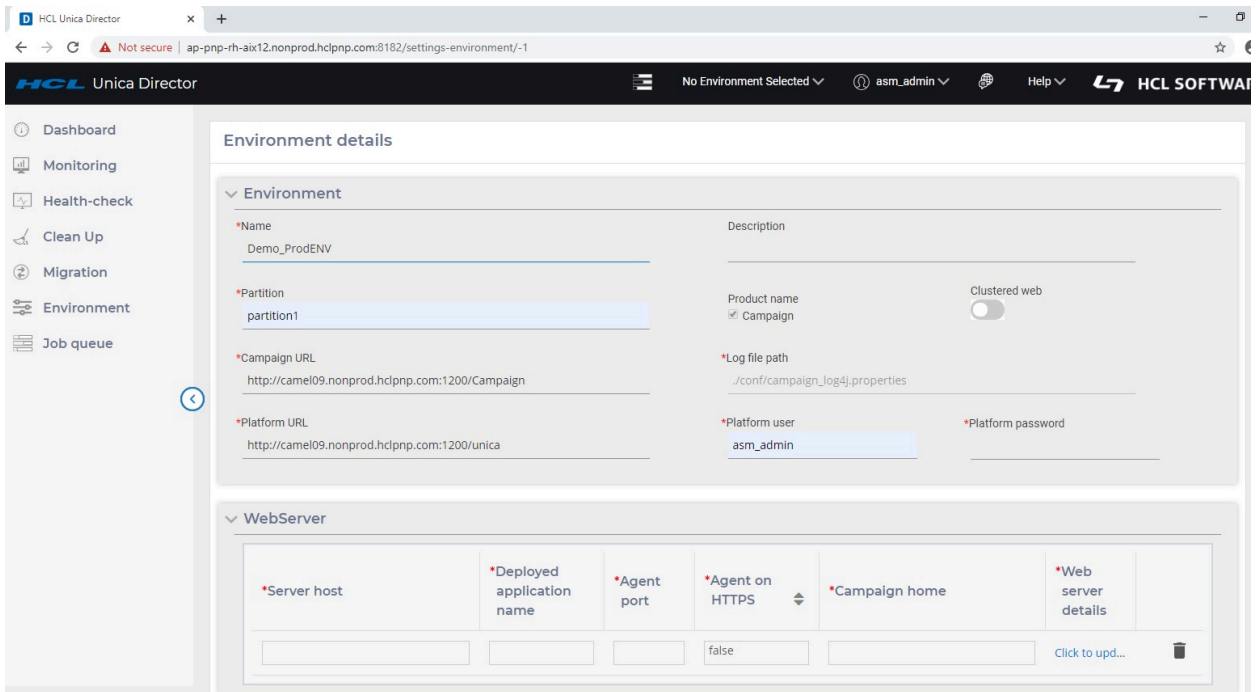 HCL Unica Director
Not secure | ap-pnp-rh-aix12.nonprod.hclpnp.com:8182/settings-environment/-1
HCL Unica Director
No Environment Selected
asm_admin
Help
HCL SOFTWAR
Dashboard
Monitoring
Health-check
Clean Up
Migration
Environment
Job queue
Environment details
Environment
*Name
Demo_ProdENV
Description
*Partition
partition1
Product name
Campaign
Clustered web
*Campaign URL
http://camel09.nonprod.hclpnp.com:1200/Campaign
*Log file path
./conf/campaign_log4j.properties
*Platform URL
http://camel09.nonprod.hclpnp.com:1200/unica
*Platform user
asm_admin
*Platform password
WebServer
*Server host
*Deployed
application
name
*Agent
port
*Agent on
HTTPS
*Campaign home
*Web
server
details
false
Click to upd...